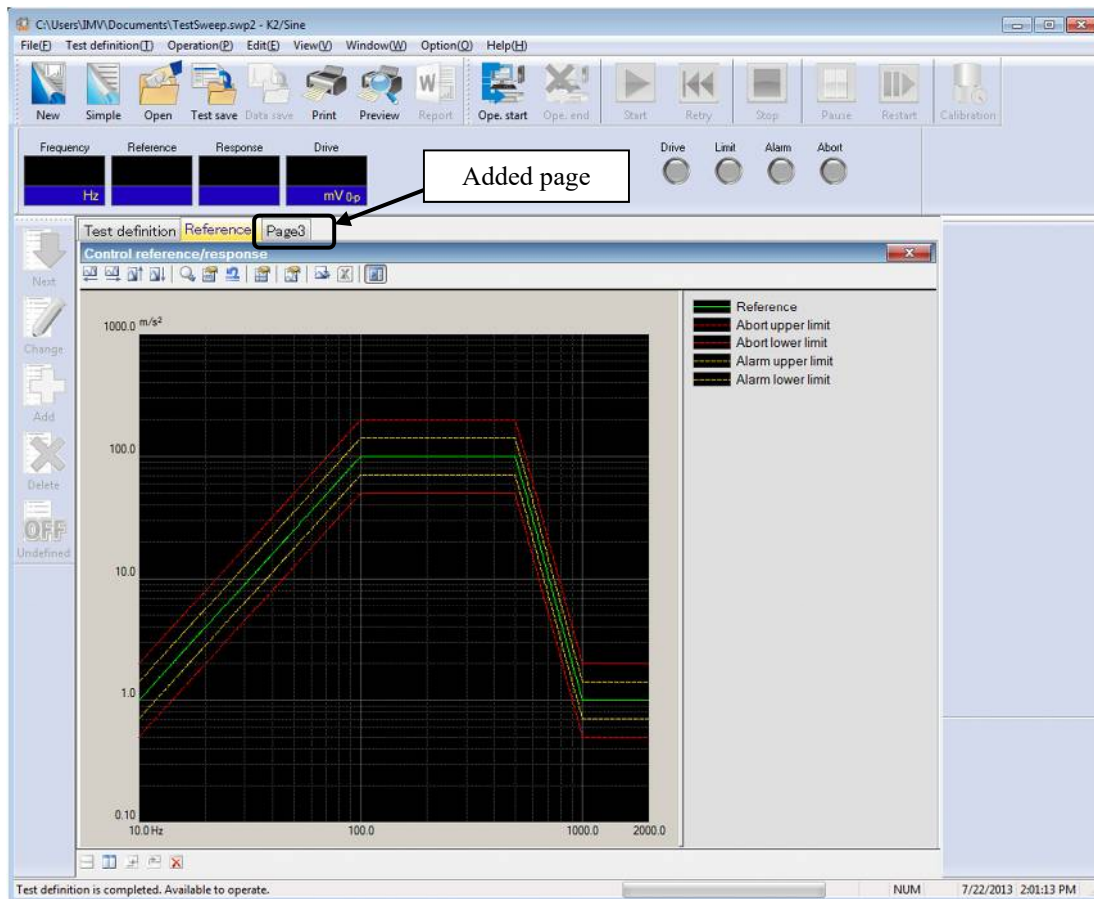 C:\Users\IMV\Documents\TestSweep.swp2 - K2/Sine
File(F) Test definition(T) Operation(P) Edit(E) View(V) Window(W) Option(O) Help(H)
New Simple Open Test save Data save Print Preview Report Ope. start Ope. end Start Retry Stop Pause Restart Calibration
Frequency Reference Response Drive Drive Limit Alarm Abort
Hz mV 0-p
Added page
Test definition Reference Page3
Control reference/response
Next
Change
Add
Delete
OFF
Undefined
1000.0 m/s²
100.0
10.0
1.0
0.10
10.0 Hz 100.0 1000.0 2000.0
Reference
Abort upper limit
Abort lower limit
Alarm upper limit
Alarm lower limit
Test definition is completed. Available to operate. NUM 7/22/2013 2:01:13 PM